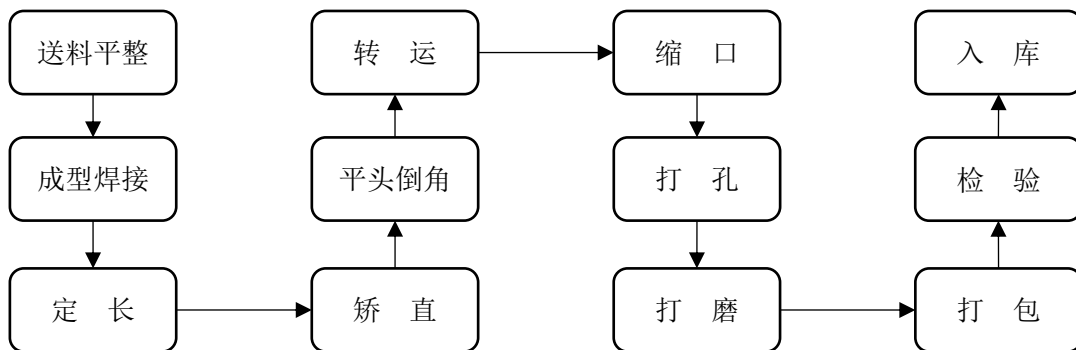 送料平整
转 运
缩 口
入 库
成型焊接
平头倒角
打 孔
检 验
定 长
矫 直
打 磨
打 包